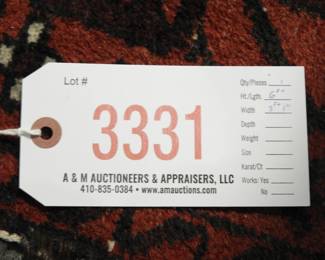 Lot #
3331
A & M AUCTIONEERS & APPRAISERS, LLC
410-835-0384 • www.amauctions.com
Qty/Pieces 1
Ht./Lgth.
Width
Depth
Weight
Size
Karat/Ct
Works: Yes
No